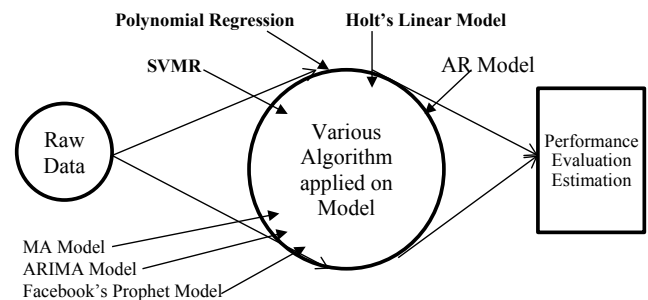 Polynomial Regression
Holt's Linear Model
SVMR
AR Model
Raw
Data
Various
Algorithm
applied on
Model
Performance
Evaluation
Estimation
MA Model
ARIMA Model
Facebook's Prophet Model